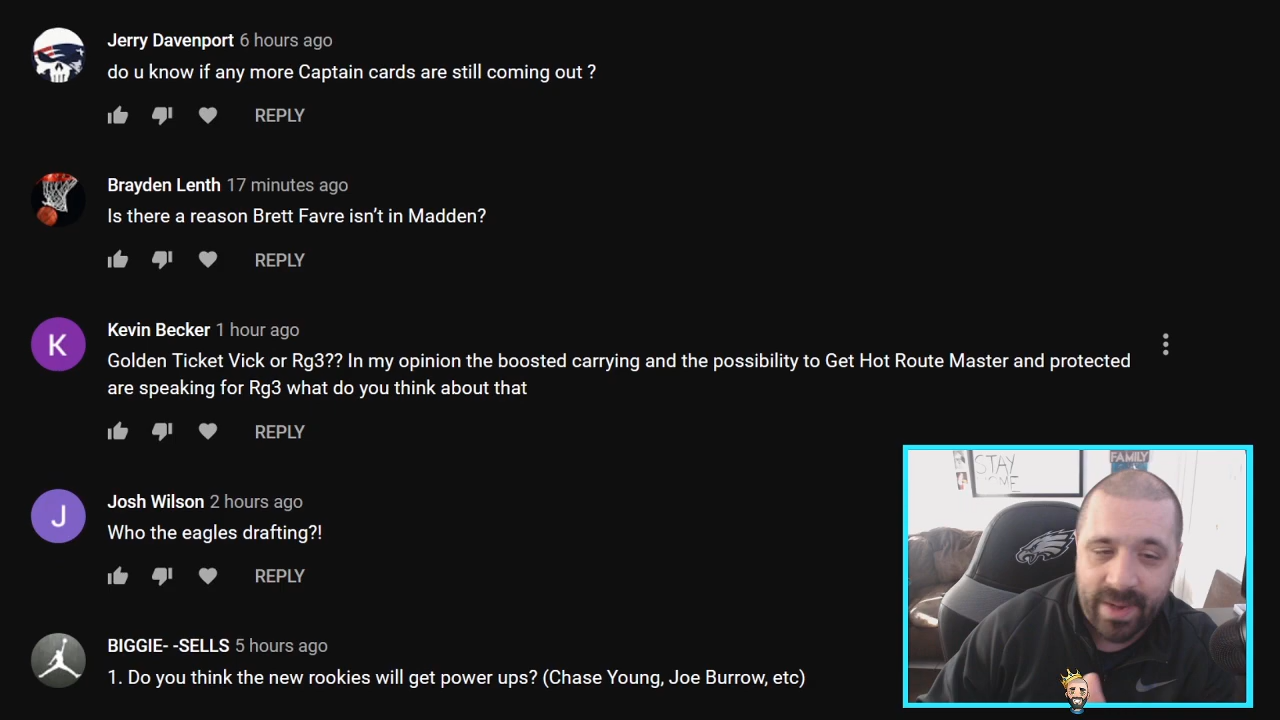 Jerry Davenport 6 hours ago
do u know if any more Captain cards are still coming out ?
REPLY
Brayden Lenth 17 minutes ago
Is there a reason Brett Favre isn't in Madden?
REPLY
Kevin Becker 1 hour ago
K
Golden Ticket Vick or Rg3?? In my opinion the boosted carrying and the possibility to Get Hot Route Master and protected
are speaking for Rg3 what do you think about that
REPLY
Josh Wilson 2 hours ago
J
Who the eagles drafting?!
REPLY
BIGGIE- -SELLS 5 hours ago
1. Do you think the new rookies will get power ups? (Chase Young, Joe Burrow, etc)
STAY
HOME
FAMILY